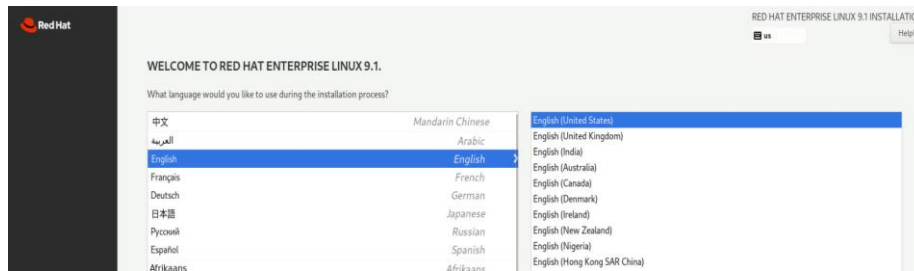 Red Hat
RED HAT ENTERPRISE LINUX 9.1 INSTALLATIO
us
Help
WELCOME TO RED HAT ENTERPRISE LINUX 9.1.
What language would you like to use during the installation process?
中文 Mandarin Chinese
العربية Arabic
English English
Français French
Deutsch German
日本語 Japanese
Русский Russian
Español Spanish
Afrikaans Afrikaans
English (United States)
English (United Kingdom)
English (India)
English (Australia)
English (Canada)
English (Denmark)
English (Ireland)
English (New Zealand)
English (Nigeria)
English (Hong Kong SAR China)